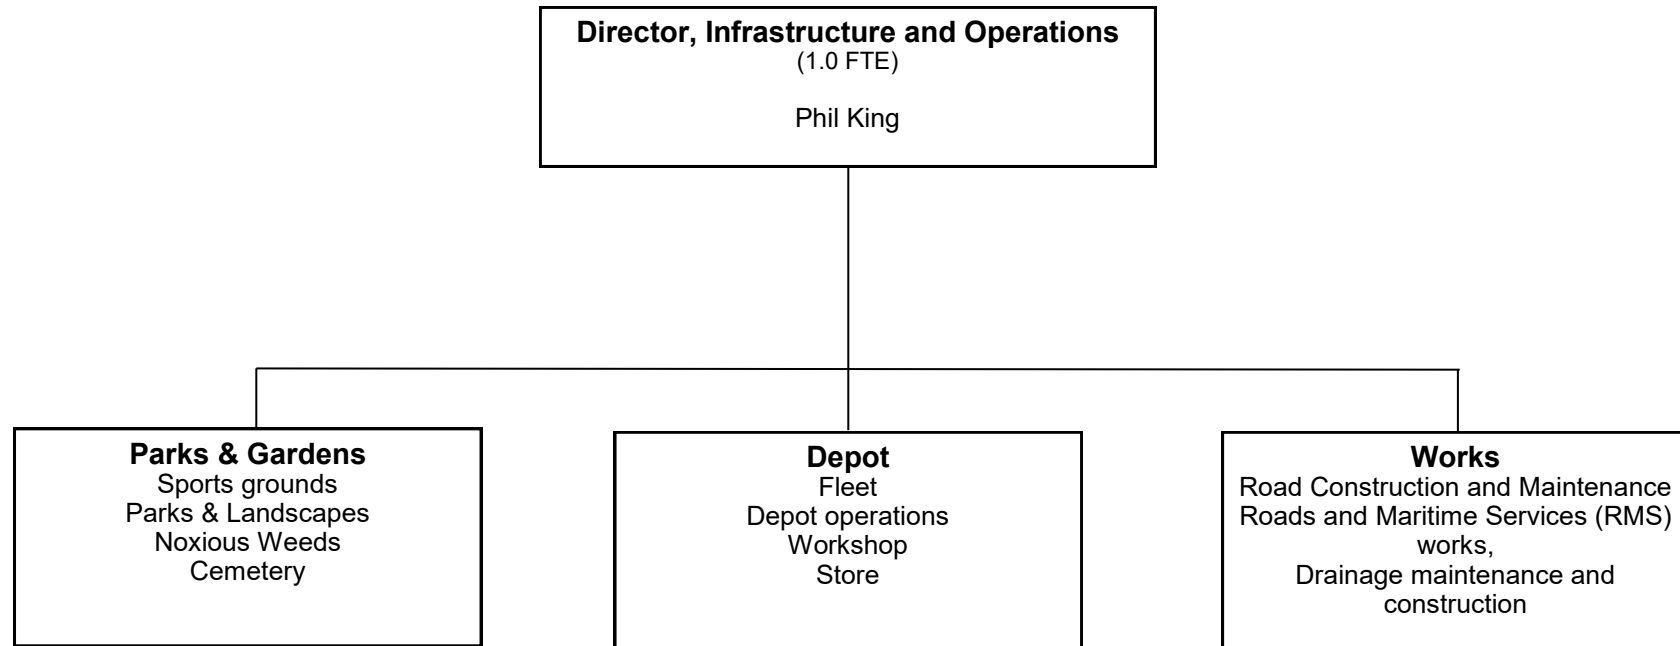 Director, Infrastructure and Operations
(1.0 FTE)
Phil King
Parks & Gardens
Sports grounds
Parks & Landscapes
Noxious Weeds
Cemetery
Depot
Fleet
Depot operations
Workshop
Store
Works
Road Construction and Maintenance
Roads and Maritime Services (RMS)
works,
Drainage maintenance and
construction